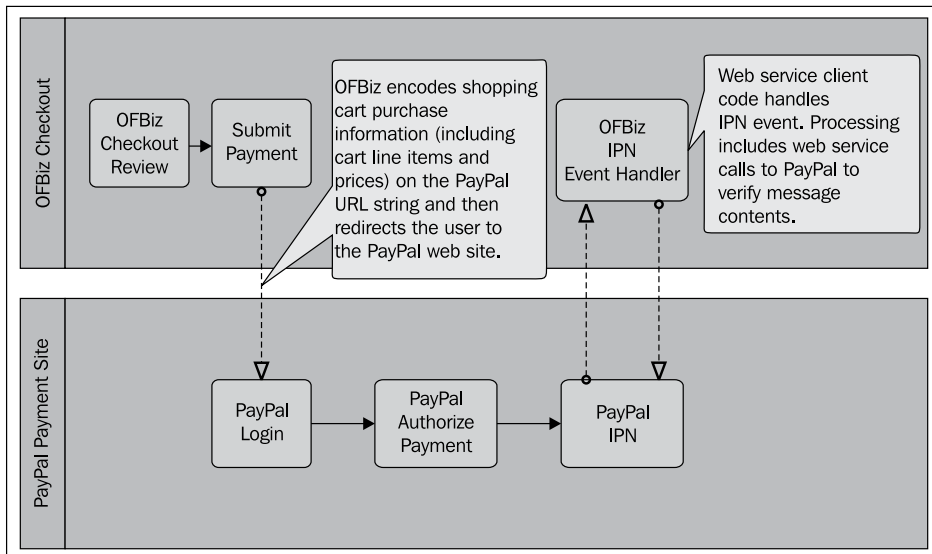 OFBiz Checkout
OFBiz
Checkout
Review
Submit
Payment
OFBiz encodes shopping
cart purchase
information (including
cart line items and
prices) on the PayPal
URL string and then
redirects the user to
the PayPal web site.
OFBiz
IPN
Event Handler
Web service client
code handles
IPN event. Processing
includes web service
calls to PayPal to
verify message
contents.
PayPal Payment Site
PayPal
Login
PayPal
Authorize
Payment
PayPal
IPN